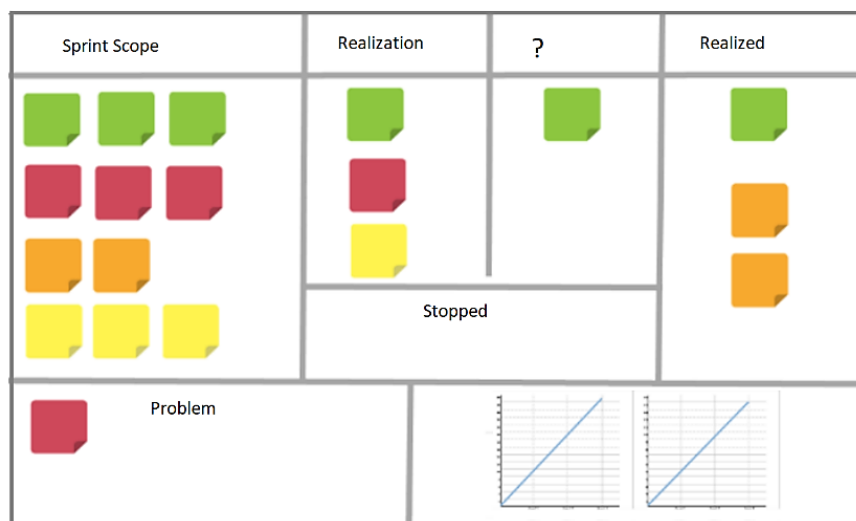 Sprint Scope
Realization
?
Realized
Stopped
Problem